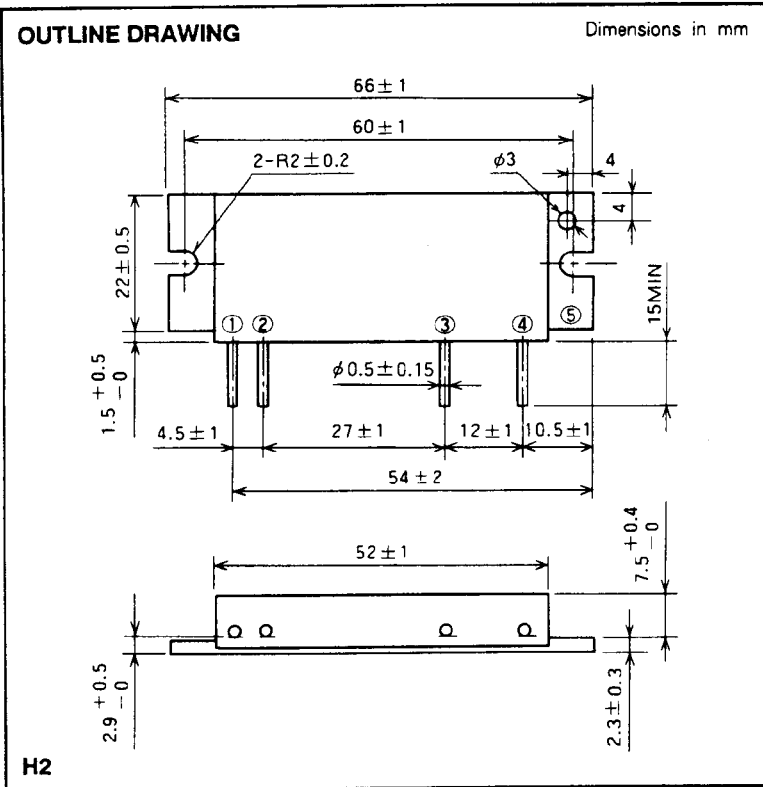 OUTLINE DRAWING
Dimensions in mm
66±1
60±1
2-R2±0.2
φ3
4
4
22±0.5
15MIN
① ② ③ ④ ⑤
φ0.5±0.15
1.5 +0.5 −0
4.5±1
27±1
12±1
10.5±1
54±2
52±1
7.5 +0.4 −0
2.9 +0.5 −0
2.3±0.3
H2